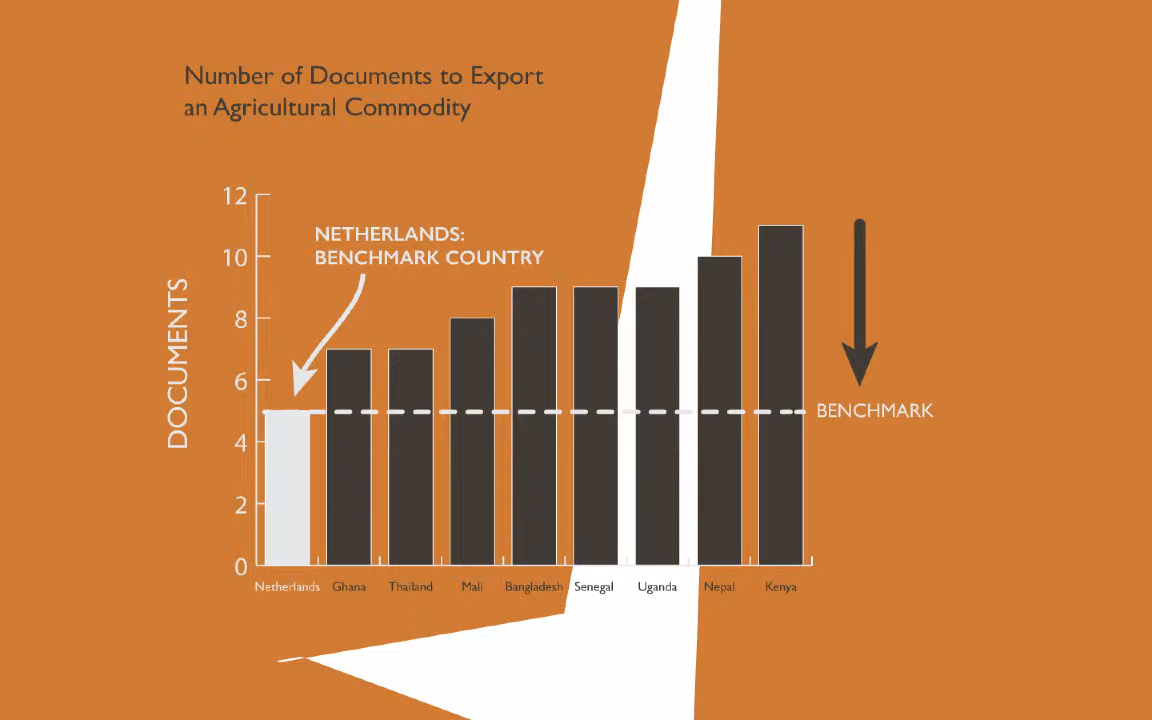 Number of Documents to Export
an Agricultural Commodity
12
10
8
6
4
2
0
DOCUMENTS
NETHERLANDS:
BENCHMARK COUNTRY
BENCHMARK
Netherlands Ghana Thailand Mali Bangladesh Senegal Uganda Nepal Kenya